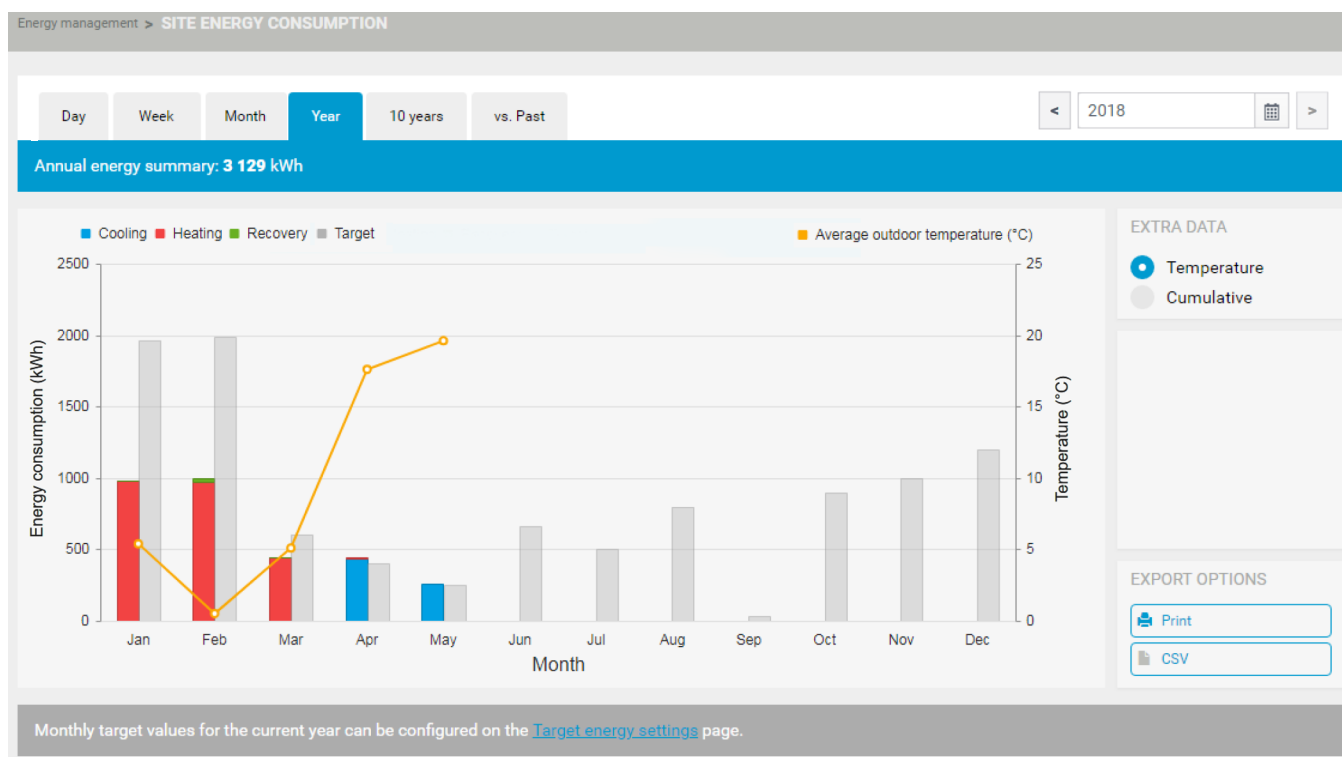 Energy management > SITE ENERGY CONSUMPTION
Day Week Month Year 10 years vs. Past < 2018 >
Annual energy summary: 3 129 kWh
Cooling Heating Recovery Target Average outdoor temperature (°C)
Energy consumption (kWh)
2500
2000
1500
1000
500
0
25
20
15
10
5
0
Temperature (°C)
Jan Feb Mar Apr May Jun Jul Aug Sep Oct Nov Dec
Month
EXTRA DATA
Temperature
Cumulative
EXPORT OPTIONS
Print
CSV
Monthly target values for the current year can be configured on the Target energy settings page.